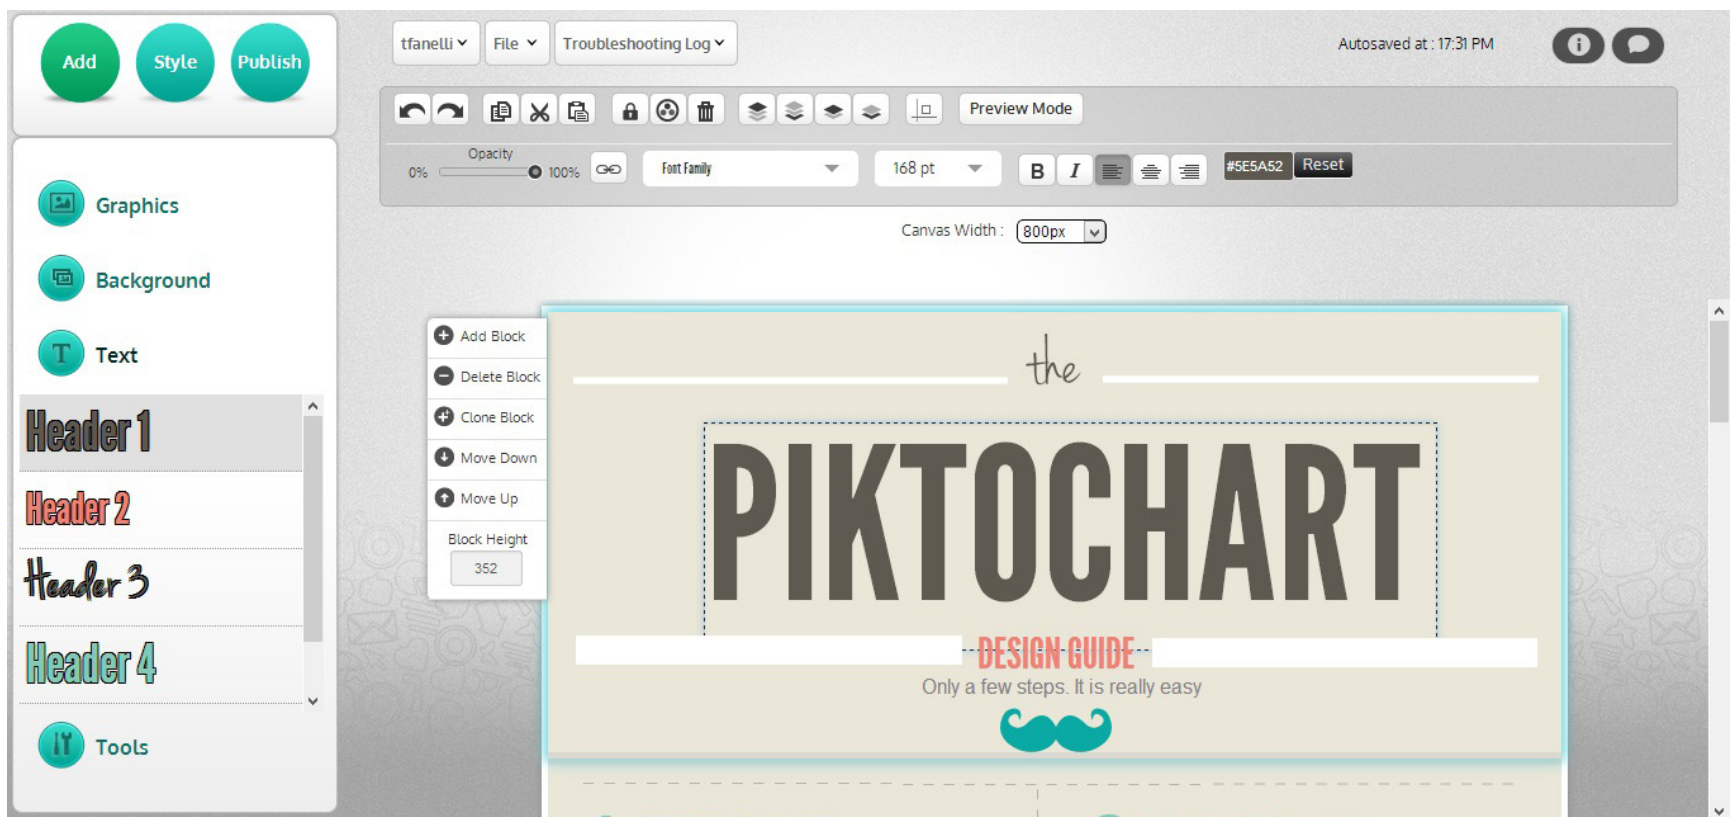 Add
Style
Publish
tfanelli
File
Troubleshooting Log
Autosaved at : 17:31 PM
Preview Mode
Opacity
0%
100%
Font Family
168 pt
B
I
#5E5A52
Reset
Canvas Width :
800px
Graphics
Background
T
Text
Header 1
Header 2
Header 3
Header 4
Tools
Add Block
Delete Block
Clone Block
Move Down
Move Up
Block Height
352
the
PIKTOCHART
DESIGN GUIDE
Only a few steps. It is really easy